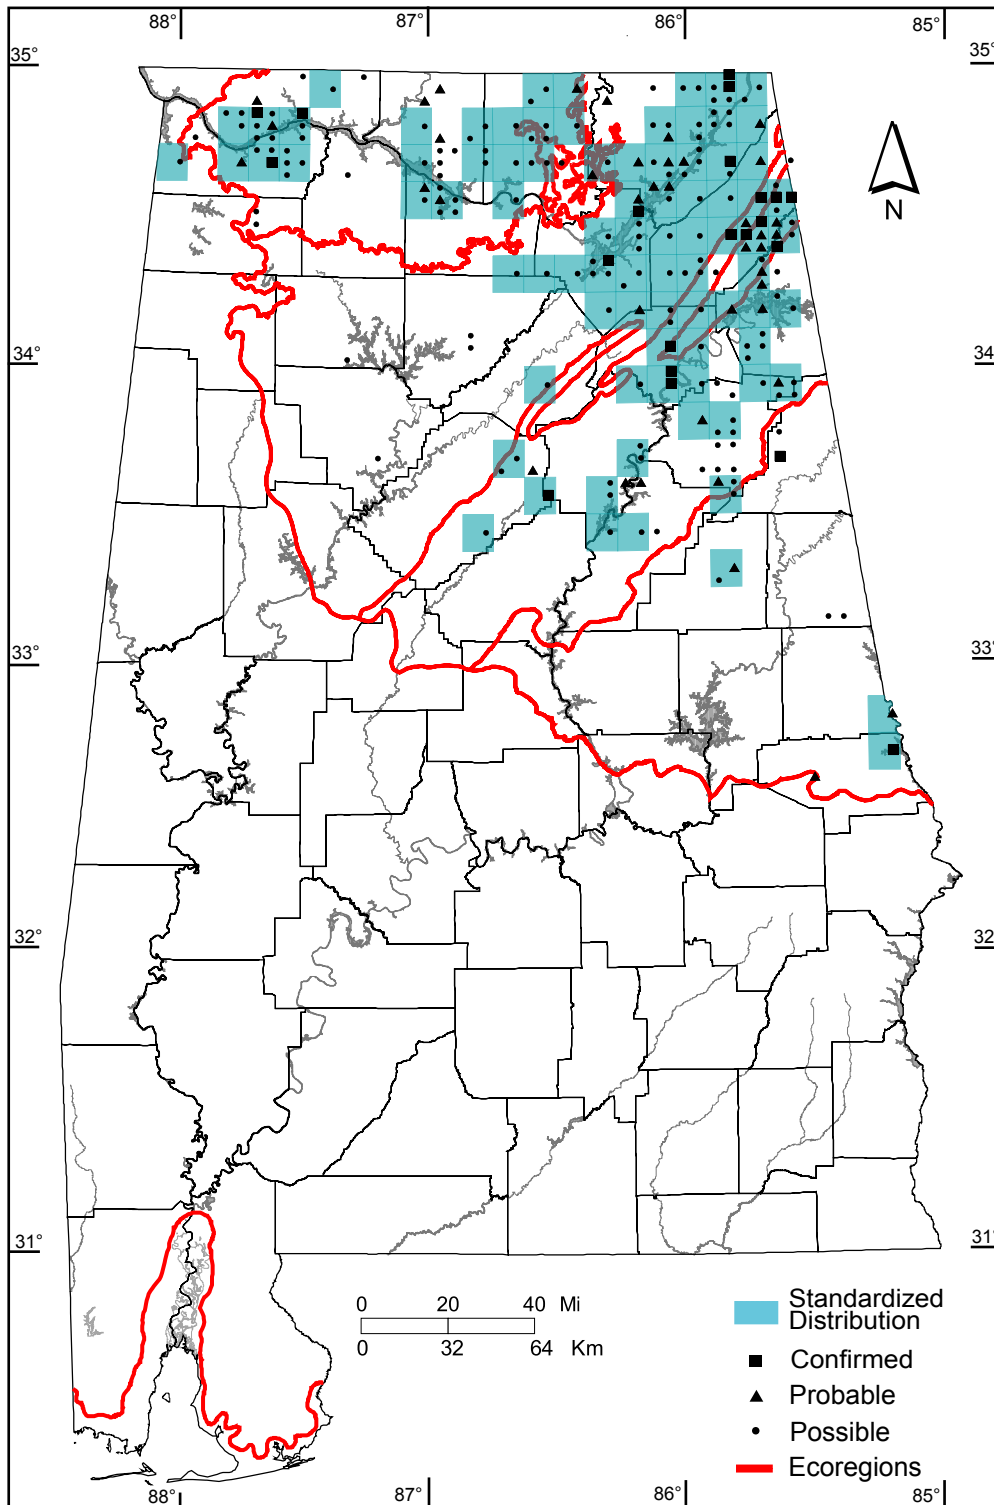 88° 87° 86° 85°
35° 35°
N
34° 34
33° 33°
32° 32
31° 31°
0 20 40 Mi
0 32 64 Km
Standardized
Distribution
Confirmed
Probable
Possible
Ecoregions
88° 87° 86° 85°